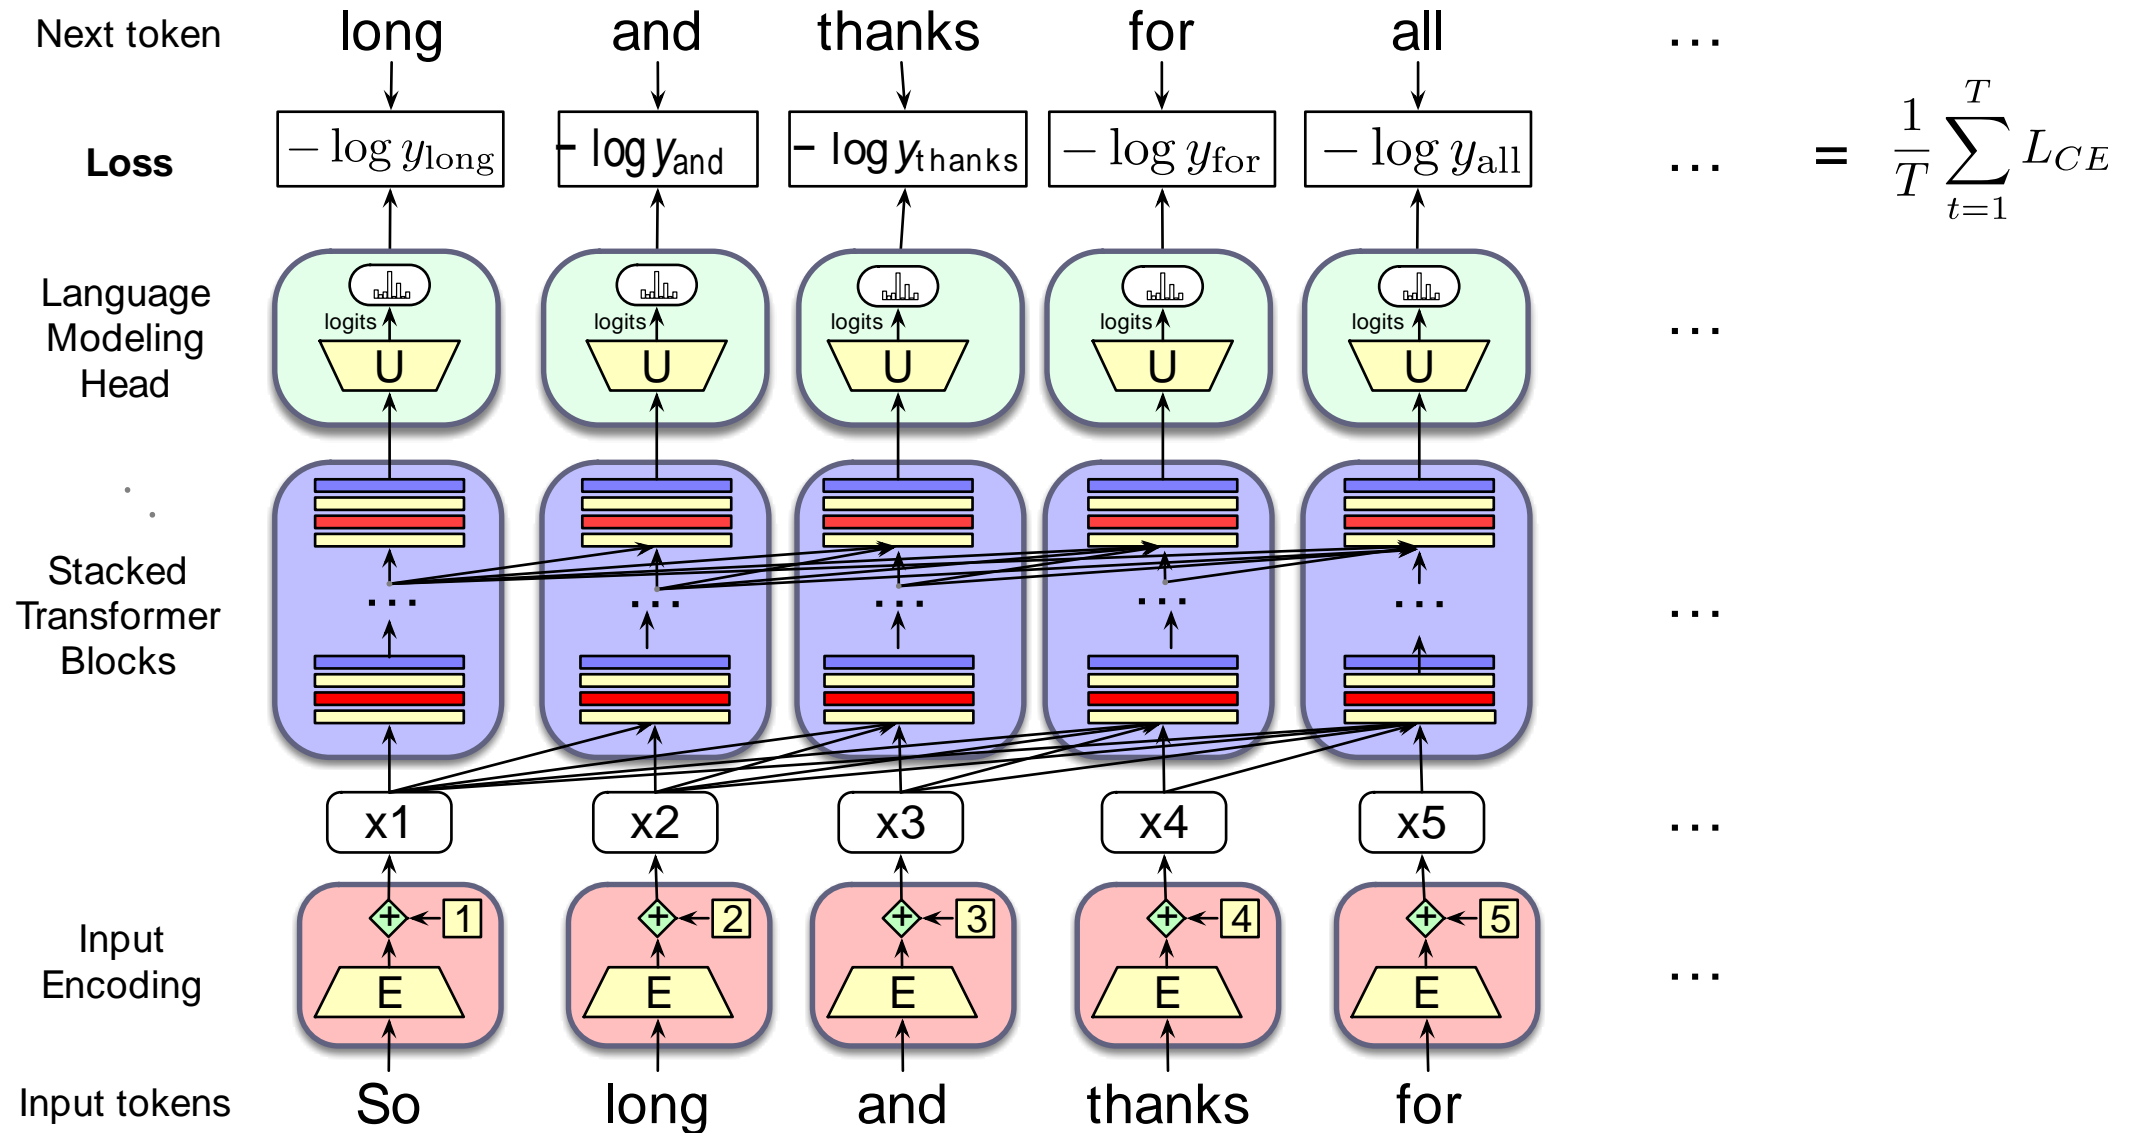 Next token long and thanks for all ...
Loss − log y_long − log y_and − log y_thanks − log y_for − log y_all ... = 1/T ∑_{t=1}^{T} L_{CE}
Language
Modeling
Head
logits logits logits logits logits
U U U U U ...
Stacked
Transformer
Blocks
... ... ... ... ... ...
x1 x2 x3 x4 x5 ...
Input
Encoding
1 2 3 4 5
+ + + + +
E E E E E ...
Input tokens So long and thanks for